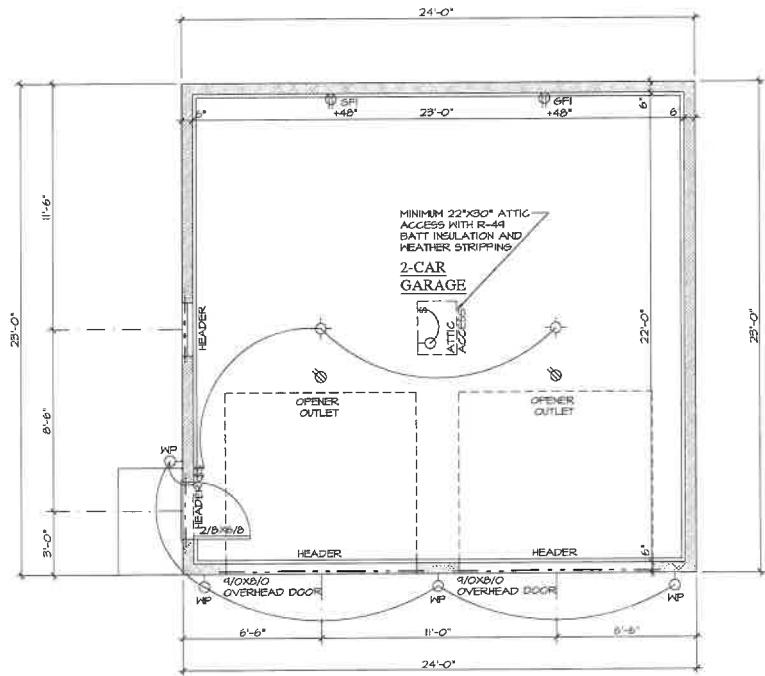 24'-0"
GFI
+48"
GFI
+48"
6"
23'-0"
6
6"
11'-6"
MINIMUM 22"X30" ATTIC
ACCESS WITH R-49
BATT INSULATION AND
WEATHER STRIPPING
2-CAR
GARAGE
S
ATTIC
ACCESS
HEADER
23'-0"
22'-0"
23'-0"
8'-6"
OPENER
OUTLET
OPENER
OUTLET
WP
HEADER
2/8X6/8
3'-0"
HEADER
HEADER
6"
9/0X8/0
OVERHEAD DOOR
9/0X8/0
OVERHEAD DOOR
WP
WP
WP
6'-6"
11'-0"
6'-6"
24'-0"